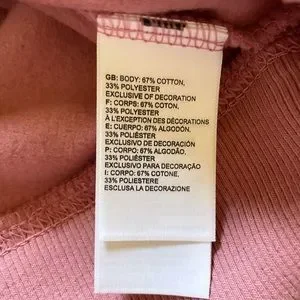 GB: BODY: 67% COTTON,
33% POLYESTER
EXCLUSIVE OF DECORATION
F: CORPS: 67% COTON,
33% POLYESTER
À L'EXCEPTION DES DÉCORATIONS
E: CUERPO: 67% ALGODÓN.
33% POLIÉSTER
EXCLUSIVO DE DECORACIÓN
P: CORPO: 67% ALGODÃO,
33% POLIÉSTER
EXCLUSIVO PARA DECORAÇÃO
I: CORPO: 67% COTONE,
33% POLIESTERE
ESCLUSA LA DECORAZIONE